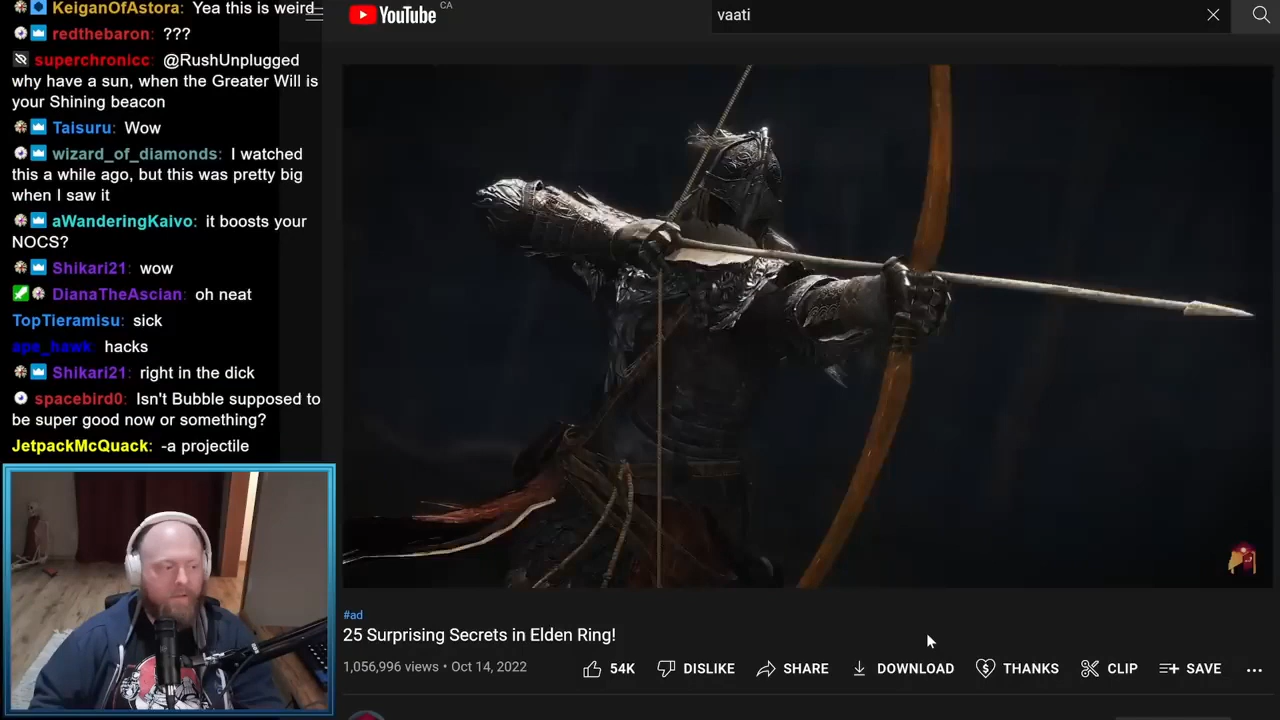 KeiganOfAstora: Yea this is weird
redthebaron: ???
superchronicc: @RushUnplugged
why have a sun, when the Greater Will is
your Shining beacon
Taisuru: Wow
wizard_of_diamonds: I watched
this a while ago, but this was pretty big
when I saw it
aWanderingKaivo: it boosts your
NOCS?
Shikari21: wow
DianaTheAscian: oh neat
TopTieramisu: sick
ape_hawk: hacks
Shikari21: right in the dick
spacebird0: Isn't Bubble supposed to
be super good now or something?
JetpackMcQuack: -a projectile
YouTube CA
vaati
#ad
25 Surprising Secrets in Elden Ring!
1,056,996 views • Oct 14, 2022
54K
DISLIKE
SHARE
DOWNLOAD
THANKS
CLIP
SAVE